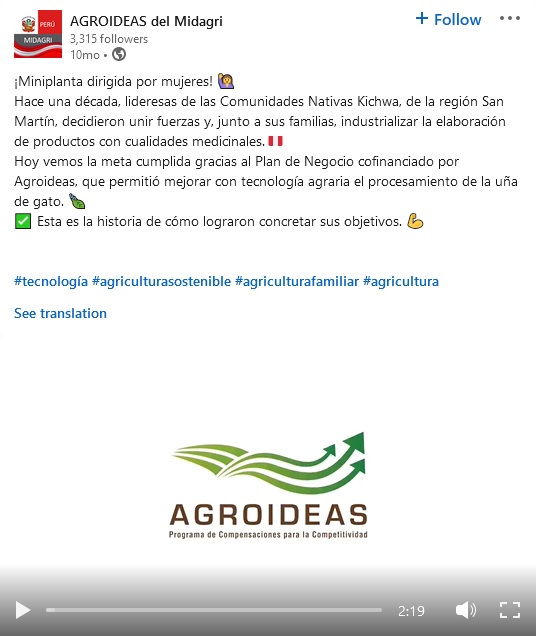 PERÚ
MIDAGRI
AGROIDEAS del Midagri
+ Follow
3,315 followers
10mo •
¡Miniplanta dirigida por mujeres! 🙋
Hace una década, lideresas de las Comunidades Nativas Kichwa, de la región San
Martín, decidieron unir fuerzas y, junto a sus familias, industrializar la elaboración
de productos con cualidades medicinales. 🇵🇪
Hoy vemos la meta cumplida gracias al Plan de Negocio cofinanciado por
Agroideas, que permitió mejorar con tecnología agraria el procesamiento de la uña
de gato. 🌿
✅ Esta es la historia de cómo lograron concretar sus objetivos. 💪
#tecnología #agriculturasostenible #agriculturafamiliar #agricultura
See translation
AGROIDEAS
Programa de Compensaciones para la Competitividad
2:19